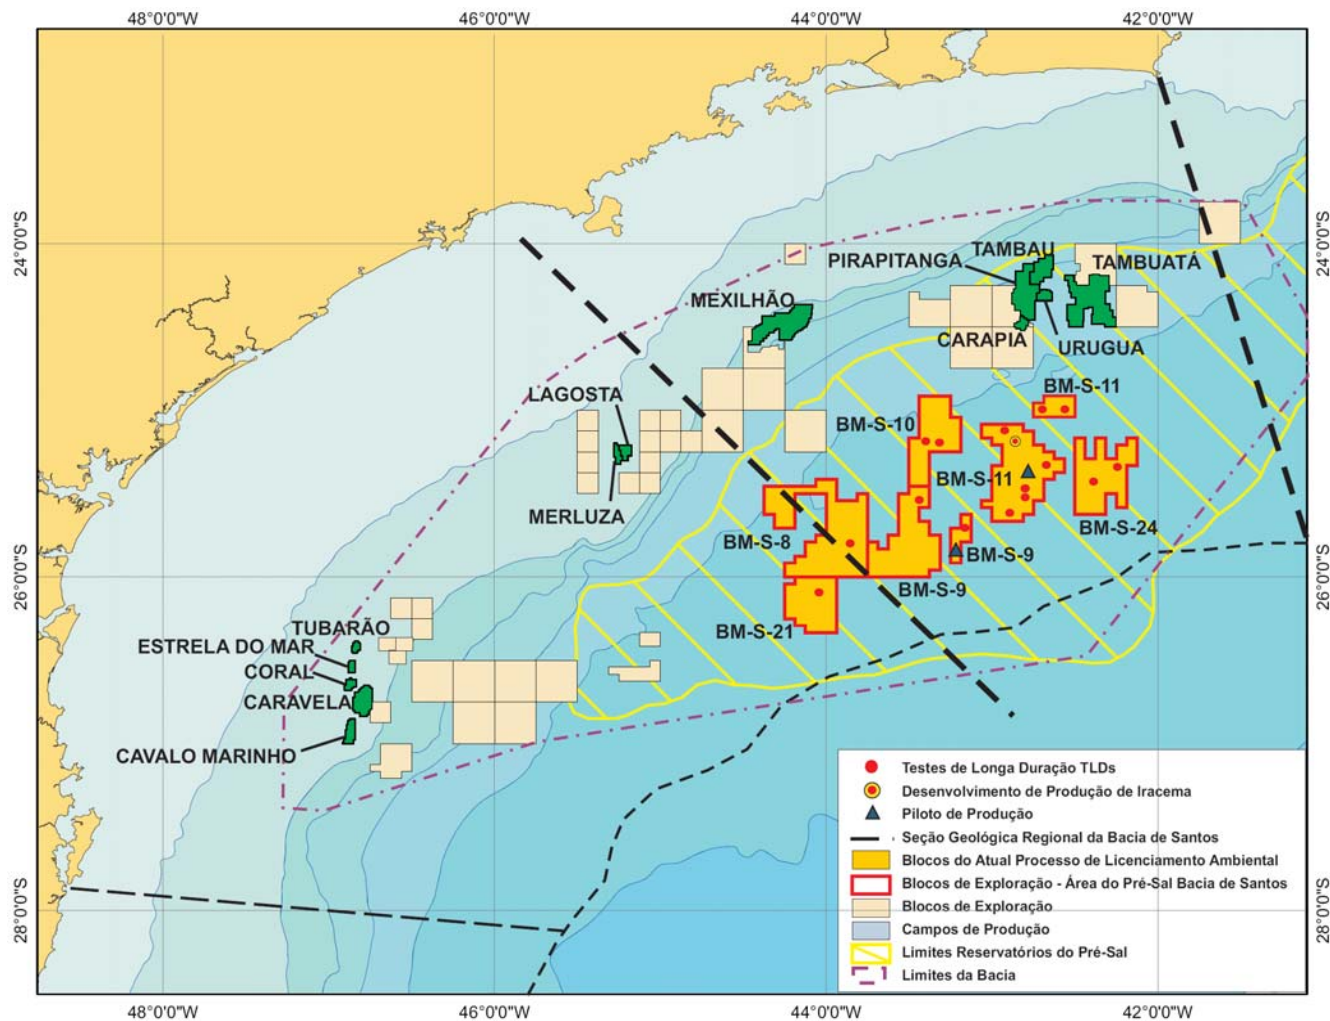 48°0'0"W
46°0'0"W
44°0'0"W
42°0'0"W
24°0'0"S
24°0'0"S
TAMBAU
PIRAPITANGA
TAMBUATÁ
MEXILHÃO
CARAPIÁ
URUGUA
BM-S-11
LAGOSTA
BM-S-10
BM-S-11
MERLUZA
BM-S-8
BM-S-24
BM-S-9
26°0'0"S
26°0'0"S
BM-S-9
BM-S-21
TUBARÃO
ESTRELA DO MAR
CORAL
CARAVELA
CAVALO MARINHO
Testes de Longa Duração TLDs
Desenvolvimento de Produção de Iracema
Piloto de Produção
Seção Geológica Regional da Bacia de Santos
Blocos do Atual Processo de Licenciamento Ambiental
Blocos de Exploração - Área do Pré-Sal Bacia de Santos
Blocos de Exploração
Campos de Produção
Limites Reservatórios do Pré-Sal
Limites da Bacia
28°0'0"S
28°0'0"S
48°0'0"W
46°0'0"W
44°0'0"W
42°0'0"W